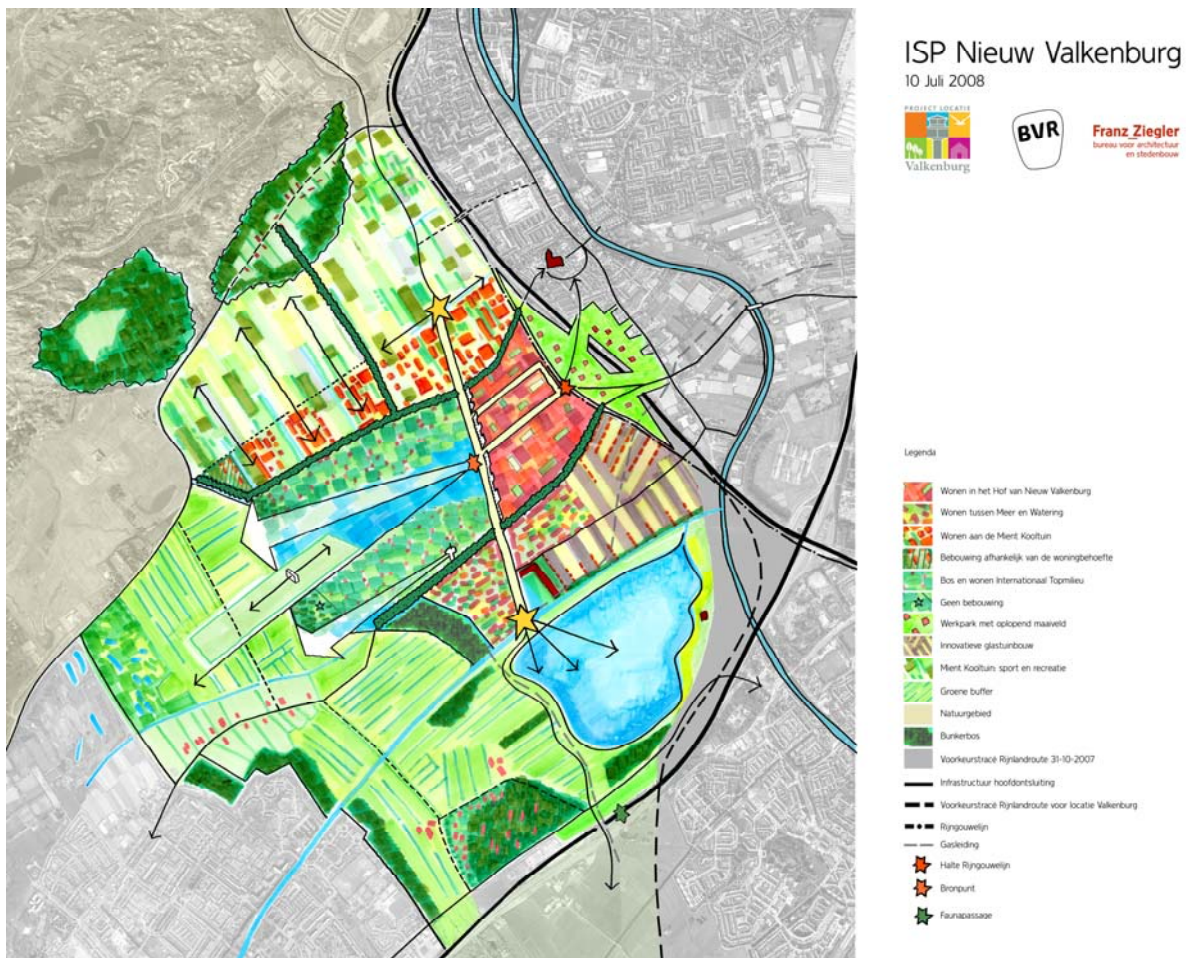 ISP Nieuw Valkenburg
10 Juli 2008
PROJECT LOCATIE
Valkenburg
BVR
Franz_Ziegler
bureau voor architectuur
en stedenbouw
Legenda
Wonen in het Hof van Nieuw Valkenburg
Wonen tussen Meer en Watering
Wonen aan de Mient Kooltuin
Bebouwing afhankelijk van de woningbehoefte
Bos en wonen Internationaal Topmilieu
Geen bebouwing
Werkpark met oplopend maaiveld
Innovatieve glastuinbouw
Mient Kooltuin: sport en recreatie
Groene buffer
Natuurgebied
Bunkerbos
Voorkeurstracé Rijnlandroute 31-10-2007
Infrastructuur hoofdontsluiting
Voorkeurstracé Rijnlandroute voor locatie Valkenburg
Rijngouwelijn
Gasleiding
Halte Rijngouwelijn
Bronpunt
Faunapassage